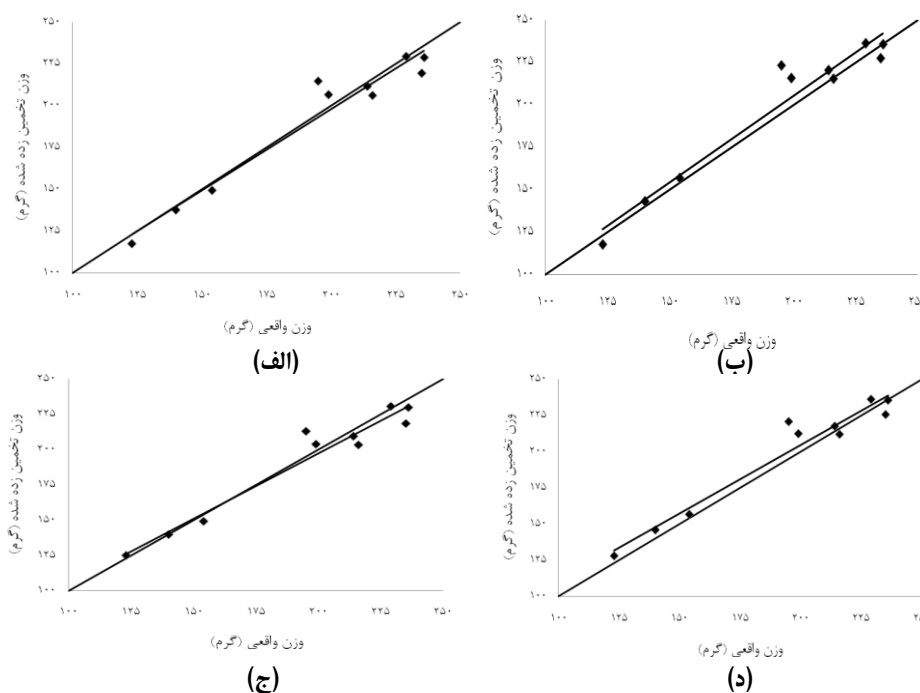 وزن تخمین زده شده (گرم)
۲۵۰
۲۲۵
۲۰۰
۱۷۵
۱۵۰
۱۲۵
۱۰۰
۱۰۰ ۱۲۵ ۱۵۰ ۱۷۵ ۲۰۰ ۲۲۵ ۲۵۰
وزن واقعی (گرم)
(الف)
وزن تخمین زده شده (گرم)
۲۵۰
۲۲۵
۲۰۰
۱۷۵
۱۵۰
۱۲۵
۱۰۰
۱۰۰ ۱۲۵ ۱۵۰ ۱۷۵ ۲۰۰ ۲۲۵
وزن واقعی (گرم)
(ب)
وزن تخمین زده شده (گرم)
۲۵۰
۲۲۵
۲۰۰
۱۷۵
۱۵۰
۱۲۵
۱۰۰
۱۰۰ ۱۲۵ ۱۵۰ ۱۷۵ ۲۰۰ ۲۲۵ ۲۵۰
وزن واقعی (گرم)
(ج)
وزن تخمین زده شده (گرم)
۲۵۰
۲۲۵
۲۰۰
۱۷۵
۱۵۰
۱۲۵
۱۰۰
۱۰۰ ۱۲۵ ۱۵۰ ۱۷۵ ۲۰۰ ۲۲۵
وزن واقعی (گرم)
(د)